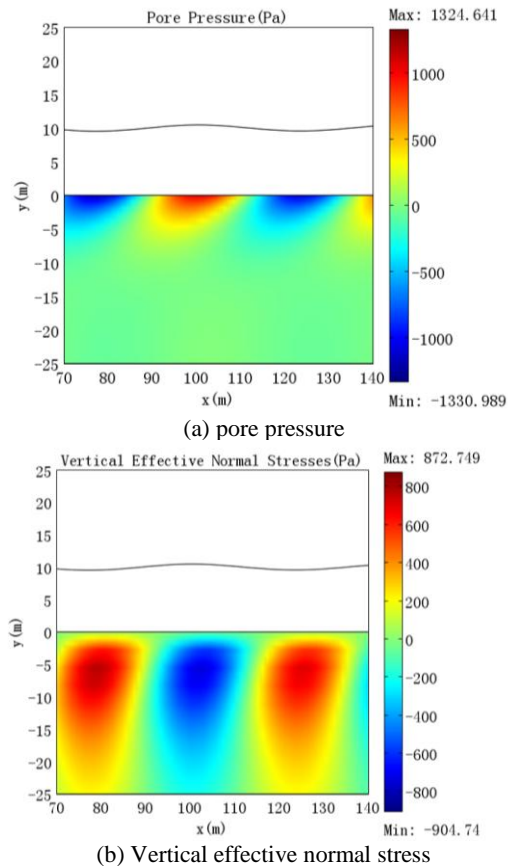 Pore Pressure(Pa)
Max: 1324.641
25
20
15
10
5
0
-5
-10
-15
-20
-25
y(m)
70 80 90 100 110 120 130 140
x(m)
1000
500
0
-500
-1000
Min: -1330.989
(a) pore pressure
Vertical Effective Normal Stresses(Pa)
Max: 872.749
25
20
15
10
5
0
-5
-10
-15
-20
-25
y(m)
70 80 90 100 110 120 130 140
x(m)
800
600
400
200
0
-200
-400
-600
-800
Min: -904.74
(b) Vertical effective normal stress